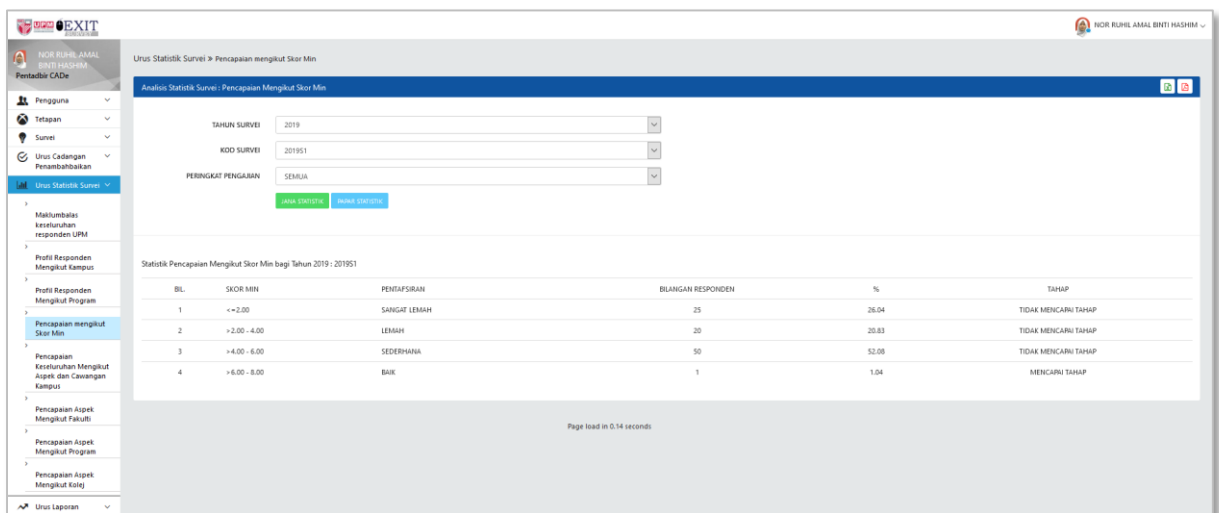 UPM EXIT
SURVEY
NOR RUHIL AMAL BINTI HASHIM
NOR RUHIL AMAL
BINTI HASHIM
Pentadbir CADe
Pengguna
Tetapan
Survei
Urus Cadangan
Penambahbaikan
Urus Statistik Survei
Maklumbalas
keseluruhan
responden UPM
Profil Responden
Mengikut Kampus
Profil Responden
Mengikut Program
Pencapaian mengikut
Skor Min
Pencapaian
Keseluruhan Mengikut
Aspek dan Cawangan
Kampus
Pencapaian Aspek
Mengikut Fakulti
Pencapaian Aspek
Mengikut Program
Pencapaian Aspek
Mengikut Kolej
Urus Laporan
Urus Statistik Survei » Pencapaian mengikut Skor Min
Analisis Statistik Survei : Pencapaian Mengikut Skor Min
TAHUN SURVEI 2019
KOD SURVEI 2019S1
PERINGKAT PENGAJIAN SEMUA
JANA STATISTIK PAPAR STATISTIK
Statistik Pencapaian Mengikut Skor Min bagi Tahun 2019 : 2019S1
BIL. SKOR MIN PENTAFSIRAN BILANGAN RESPONDEN % TAHAP
1 <=2.00 SANGAT LEMAH 25 26.04 TIDAK MENCAPAI TAHAP
2 >2.00 - 4.00 LEMAH 20 20.83 TIDAK MENCAPAI TAHAP
3 >4.00 - 6.00 SEDERHANA 50 52.08 TIDAK MENCAPAI TAHAP
4 >6.00 - 8.00 BAIK 1 1.04 MENCAPAI TAHAP
Page load in 0.14 seconds